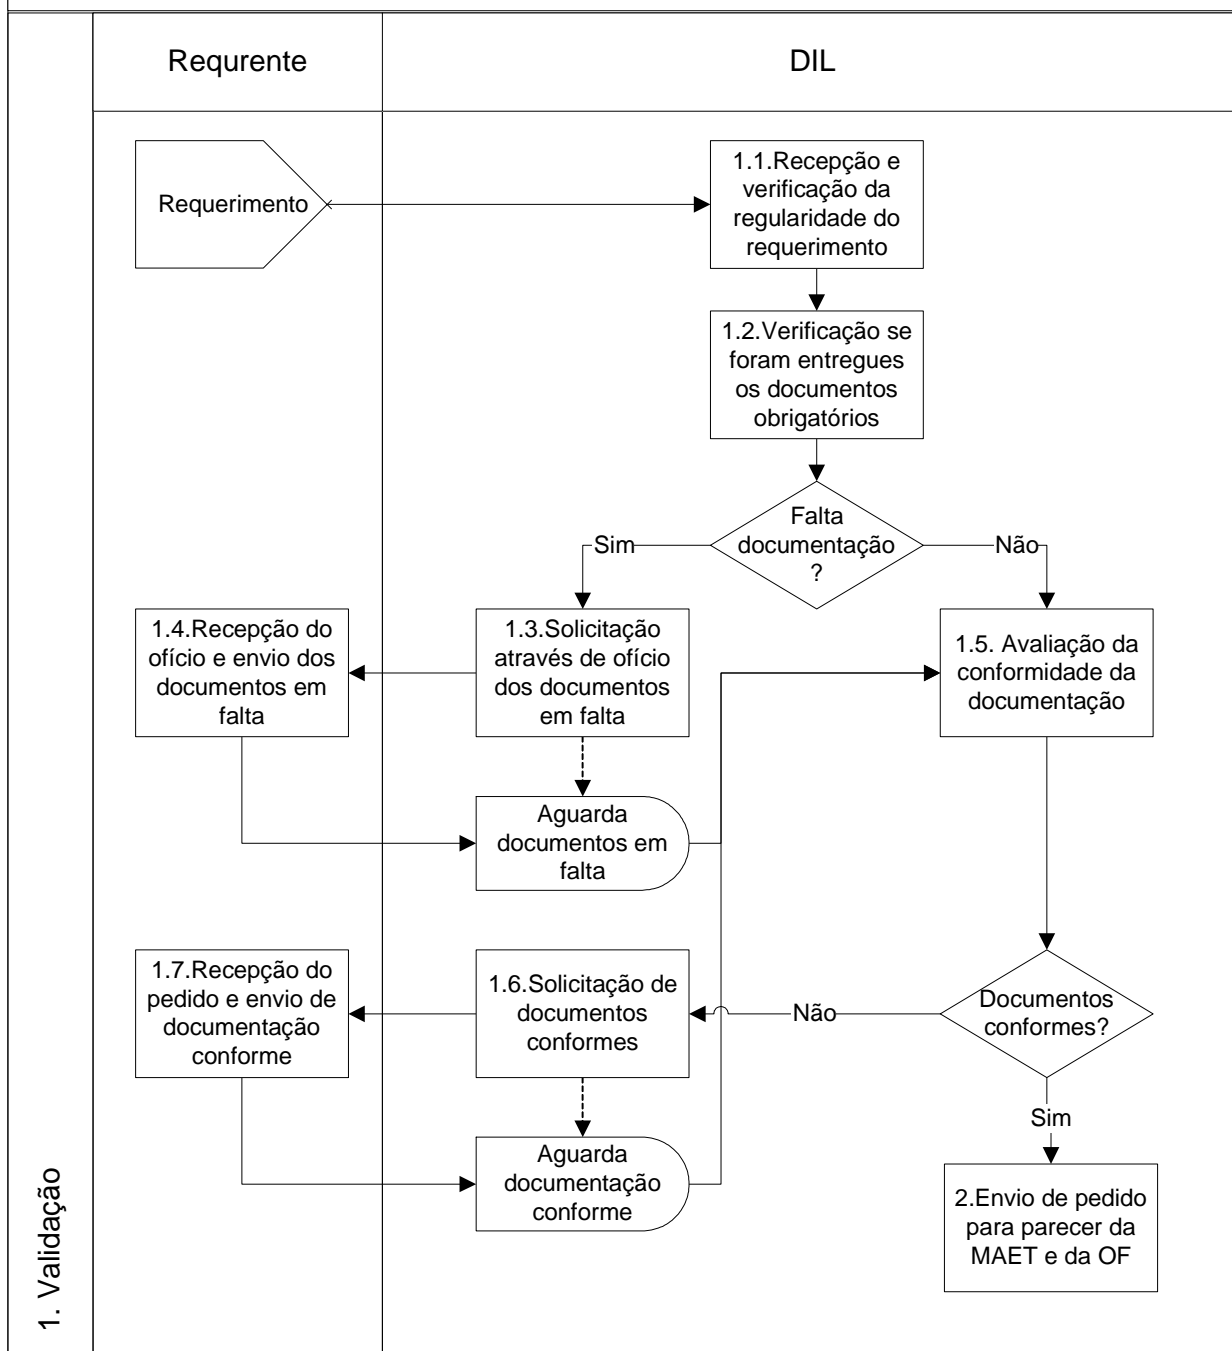 Requrente
DIL
Requerimento
1.1.Recepção e
verificação da
regularidade do
requerimento
1.2.Verificação se
foram entregues
os documentos
obrigatórios
Falta
documentação
?
Sim
Não
1.4.Recepção do
ofício e envio dos
documentos em
falta
1.3.Solicitação
através de ofício
dos documentos
em falta
1.5. Avaliação da
conformidade da
documentação
Aguarda
documentos em
falta
1.7.Recepção do
pedido e envio de
documentação
conforme
1.6.Solicitação de
documentos
conformes
Não
Documentos
conformes?
Sim
Aguarda
documentação
conforme
2.Envio de pedido
para parecer da
MAET e da OF
1. Validação